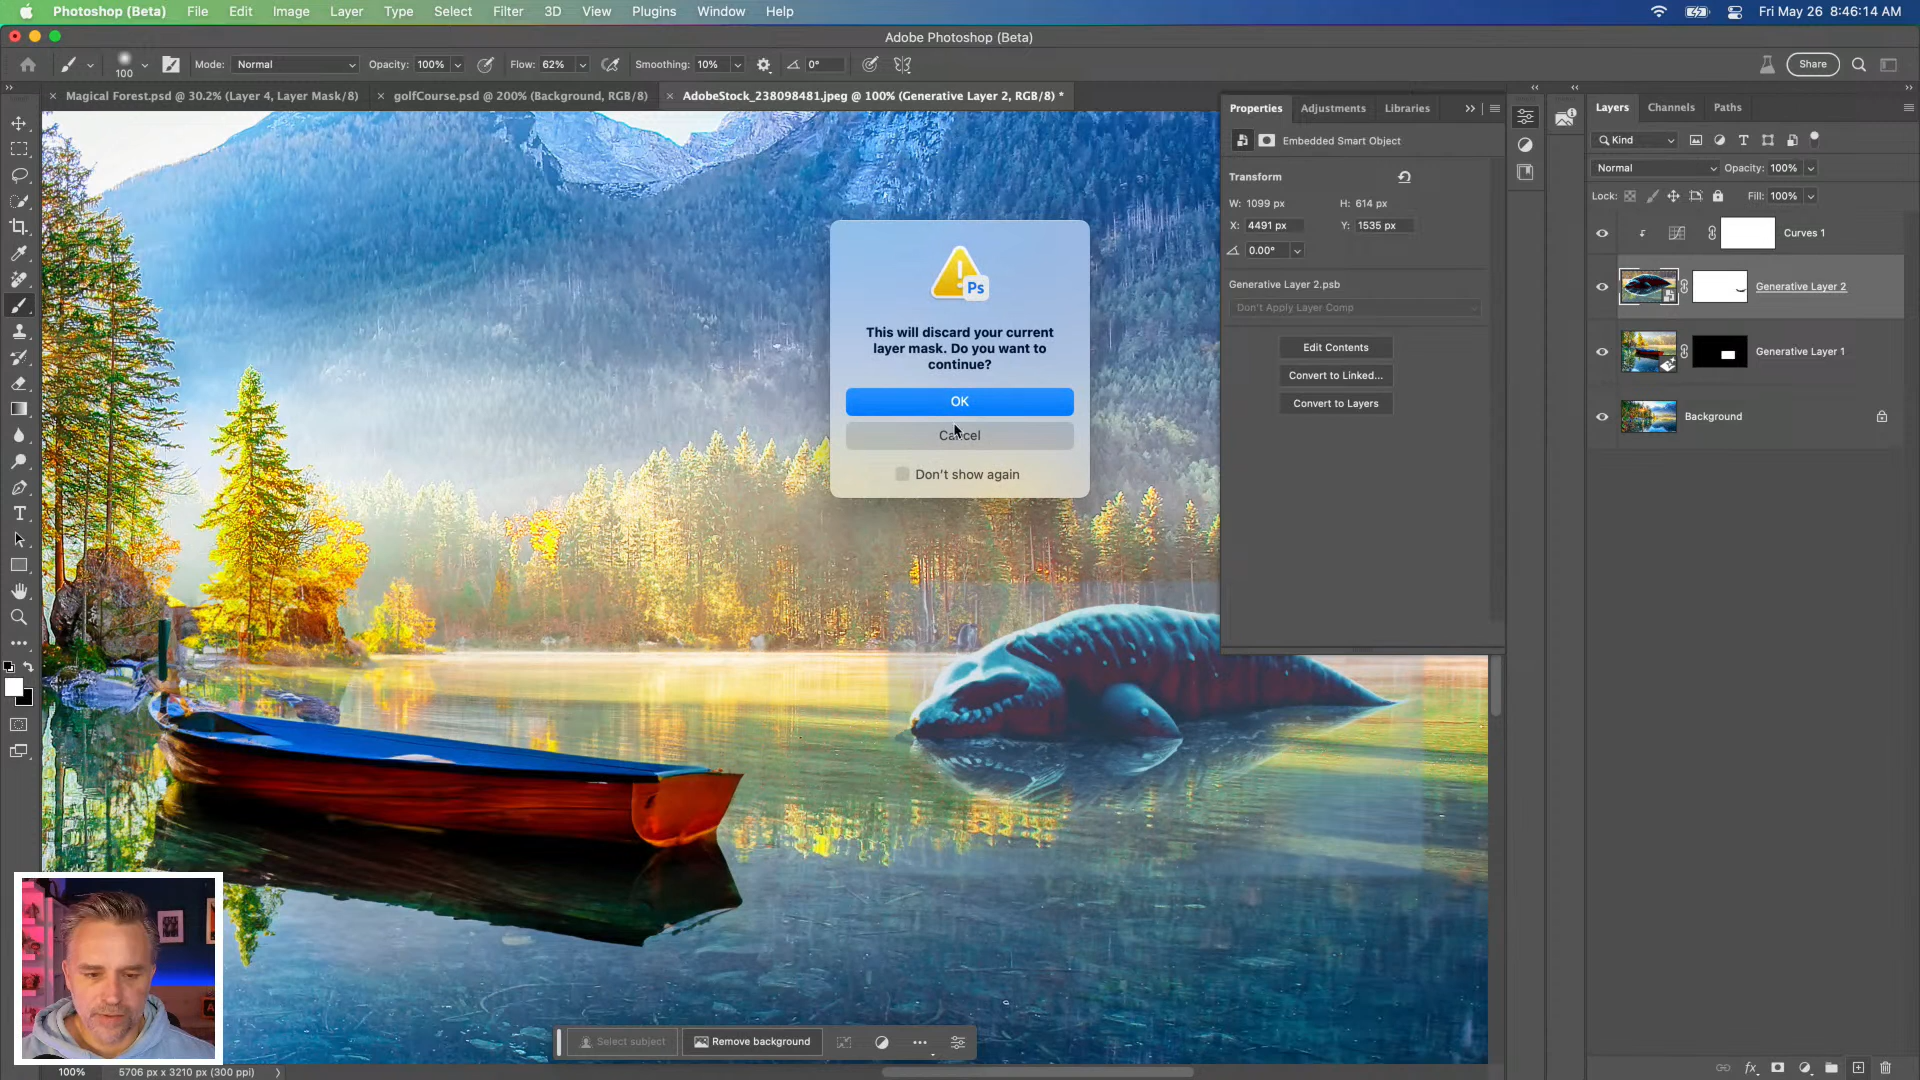 Photoshop (Beta) File Edit Image Layer Type Select Filter 3D View Plugins Window Help Fri May 26 8:46:14 AM
Adobe Photoshop (Beta)
100 Mode: Normal Opacity: 100% Flow: 62% Smoothing: 10% 0° Share
Magical Forest.psd @ 30.2% (Layer 4, Layer Mask/8) golfCourse.psd @ 200% (Background, RGB/8) AdobeStock_238098481.jpeg @ 100% (Generative Layer 2, RGB/8) *
Properties Adjustments Libraries
Embedded Smart Object
Transform
W: 1099 px H: 614 px
X: 4491 px Y: 1535 px
0.00°
Generative Layer 2.psb
Don't Apply Layer Comp
Edit Contents
Convert to Linked...
Convert to Layers
Layers Channels Paths
Kind
Normal Opacity: 100%
Lock: Fill: 100%
Curves 1
Generative Layer 2
Generative Layer 1
Background
Ps
This will discard your current
layer mask. Do you want to
continue?
OK
Cancel
Don't show again
Select subject Remove background
100% 5706 px x 3210 px (300 ppi)
fx